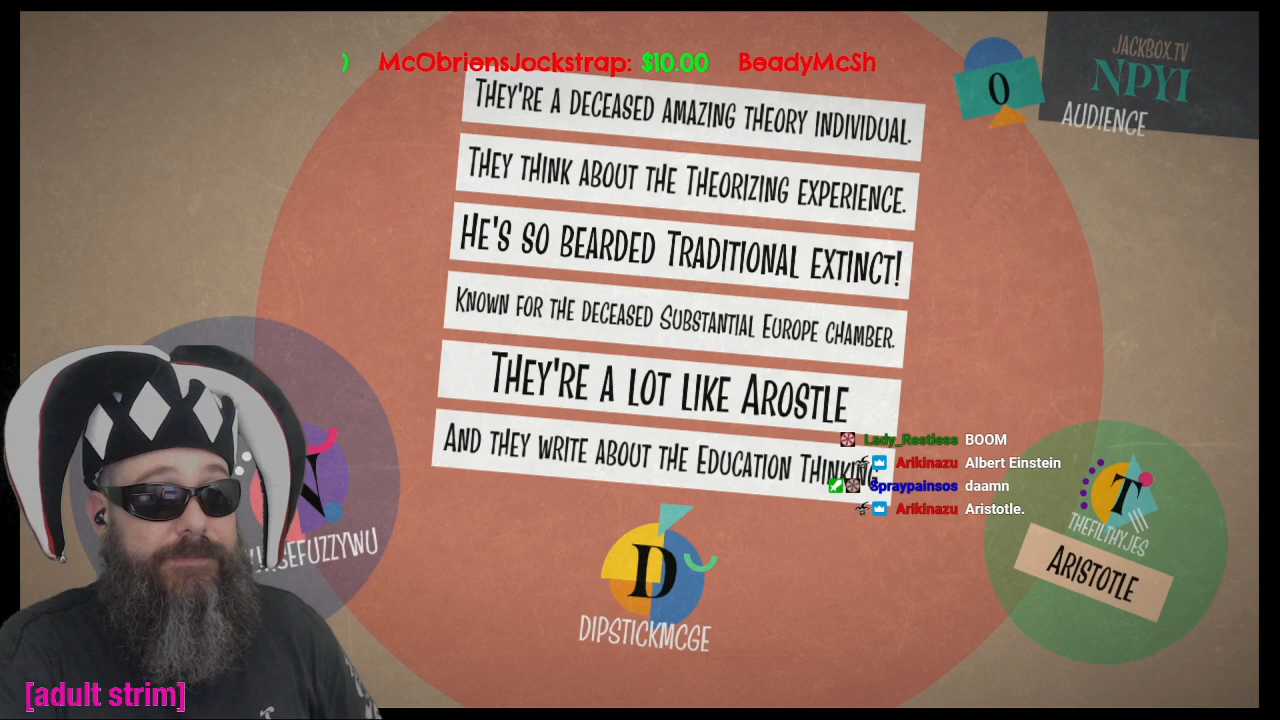 ) McObriensJockstrap: $10.00 BeadyMcSh
JACKBOX.TV
NPYI
AUDIENCE
0
THEY'RE A DECEASED AMAZING THEORY INDIVIDUAL.
THEY THINK ABOUT THE THEORIZING EXPERIENCE.
HE'S SO BEARDED TRADITIONAL EXTINCT!
KNOWN FOR THE DECEASED SUBSTANTIAL EUROPE CHAMBER.
THEY'RE A LOT LIKE AROSTLE
AND THEY WRITE ABOUT THE EDUCATION THINKING.
Lady_Restless BOOM
Arikinazu Albert Einstein
Spraypainsos daamn
Arikinazu Aristotle.
N
SEFUZZYWU
D
DIPSTICKMCGE
T
THEFILTHYJES
ARISTOTLE
[adult strim]